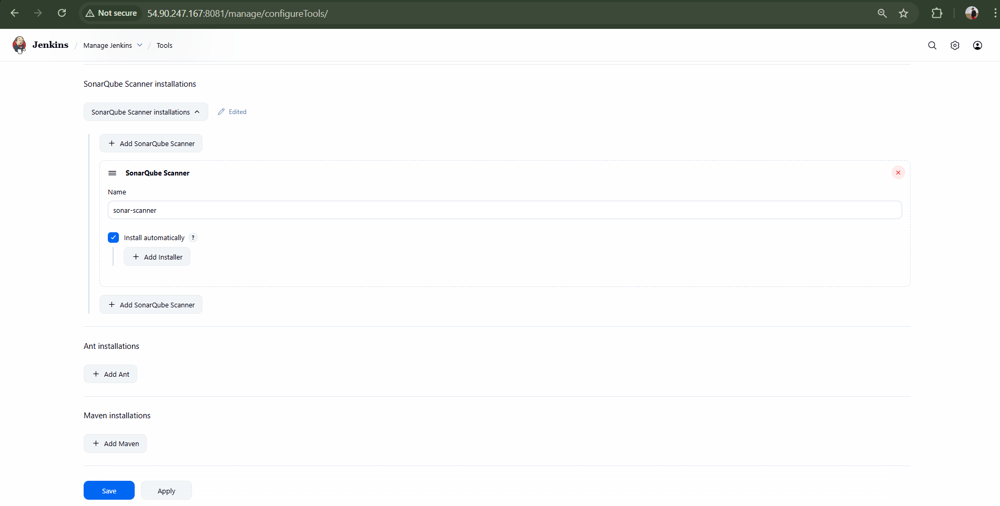 Not secure 54.90.247.167:8081/manage/configureTools/
Jenkins / Manage Jenkins / Tools
SonarQube Scanner installations
SonarQube Scanner installations Edited
+ Add SonarQube Scanner
SonarQube Scanner
Name
sonar-scanner
Install automatically ?
+ Add Installer
+ Add SonarQube Scanner
Ant installations
+ Add Ant
Maven installations
+ Add Maven
Save Apply